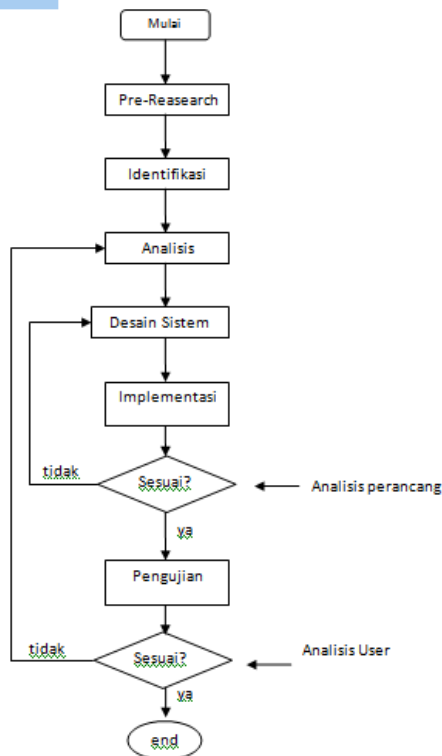 Mulai
Pre-Reasearch
Identifikasi
Analisis
Desain Sistem
Implementasi
tidak
Sesuai?
Analisis perancang
ya
Pengujian
tidak
Sesuai?
Analisis User
ya
end